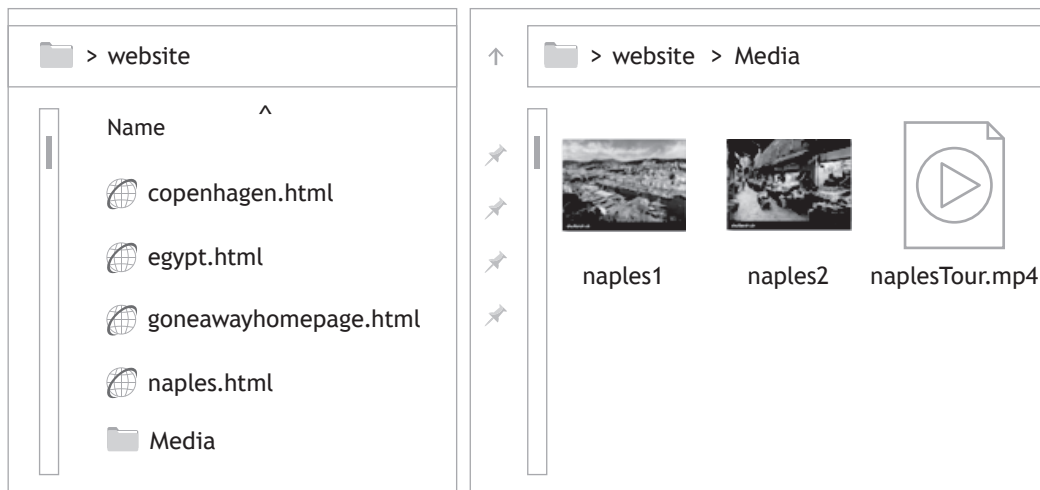 > website
Name
copenhagen.html
egypt.html
goneawayhomepage.html
naples.html
Media
> website > Media
naples1
naples2
naplesTour.mp4